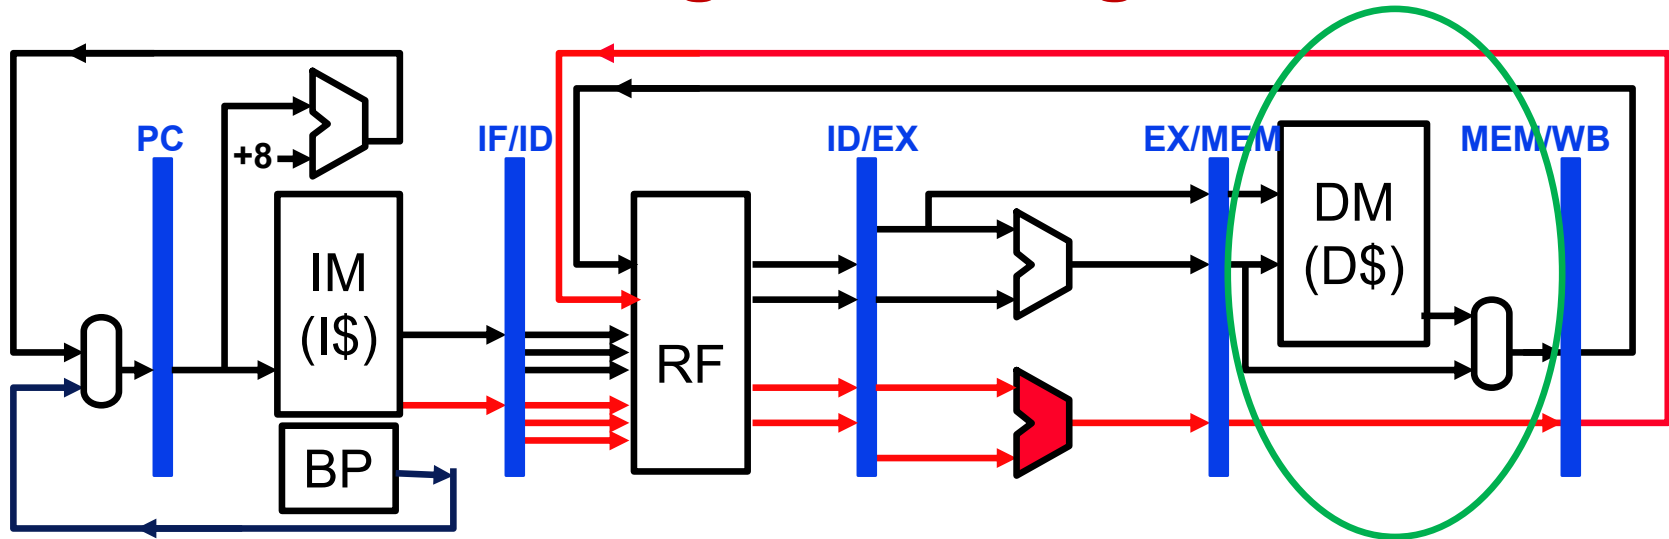 PC
+8
IM
(I$)
BP
IF/ID
RF
ID/EX
EX/MEM
DM
(D$)
MEM/WB